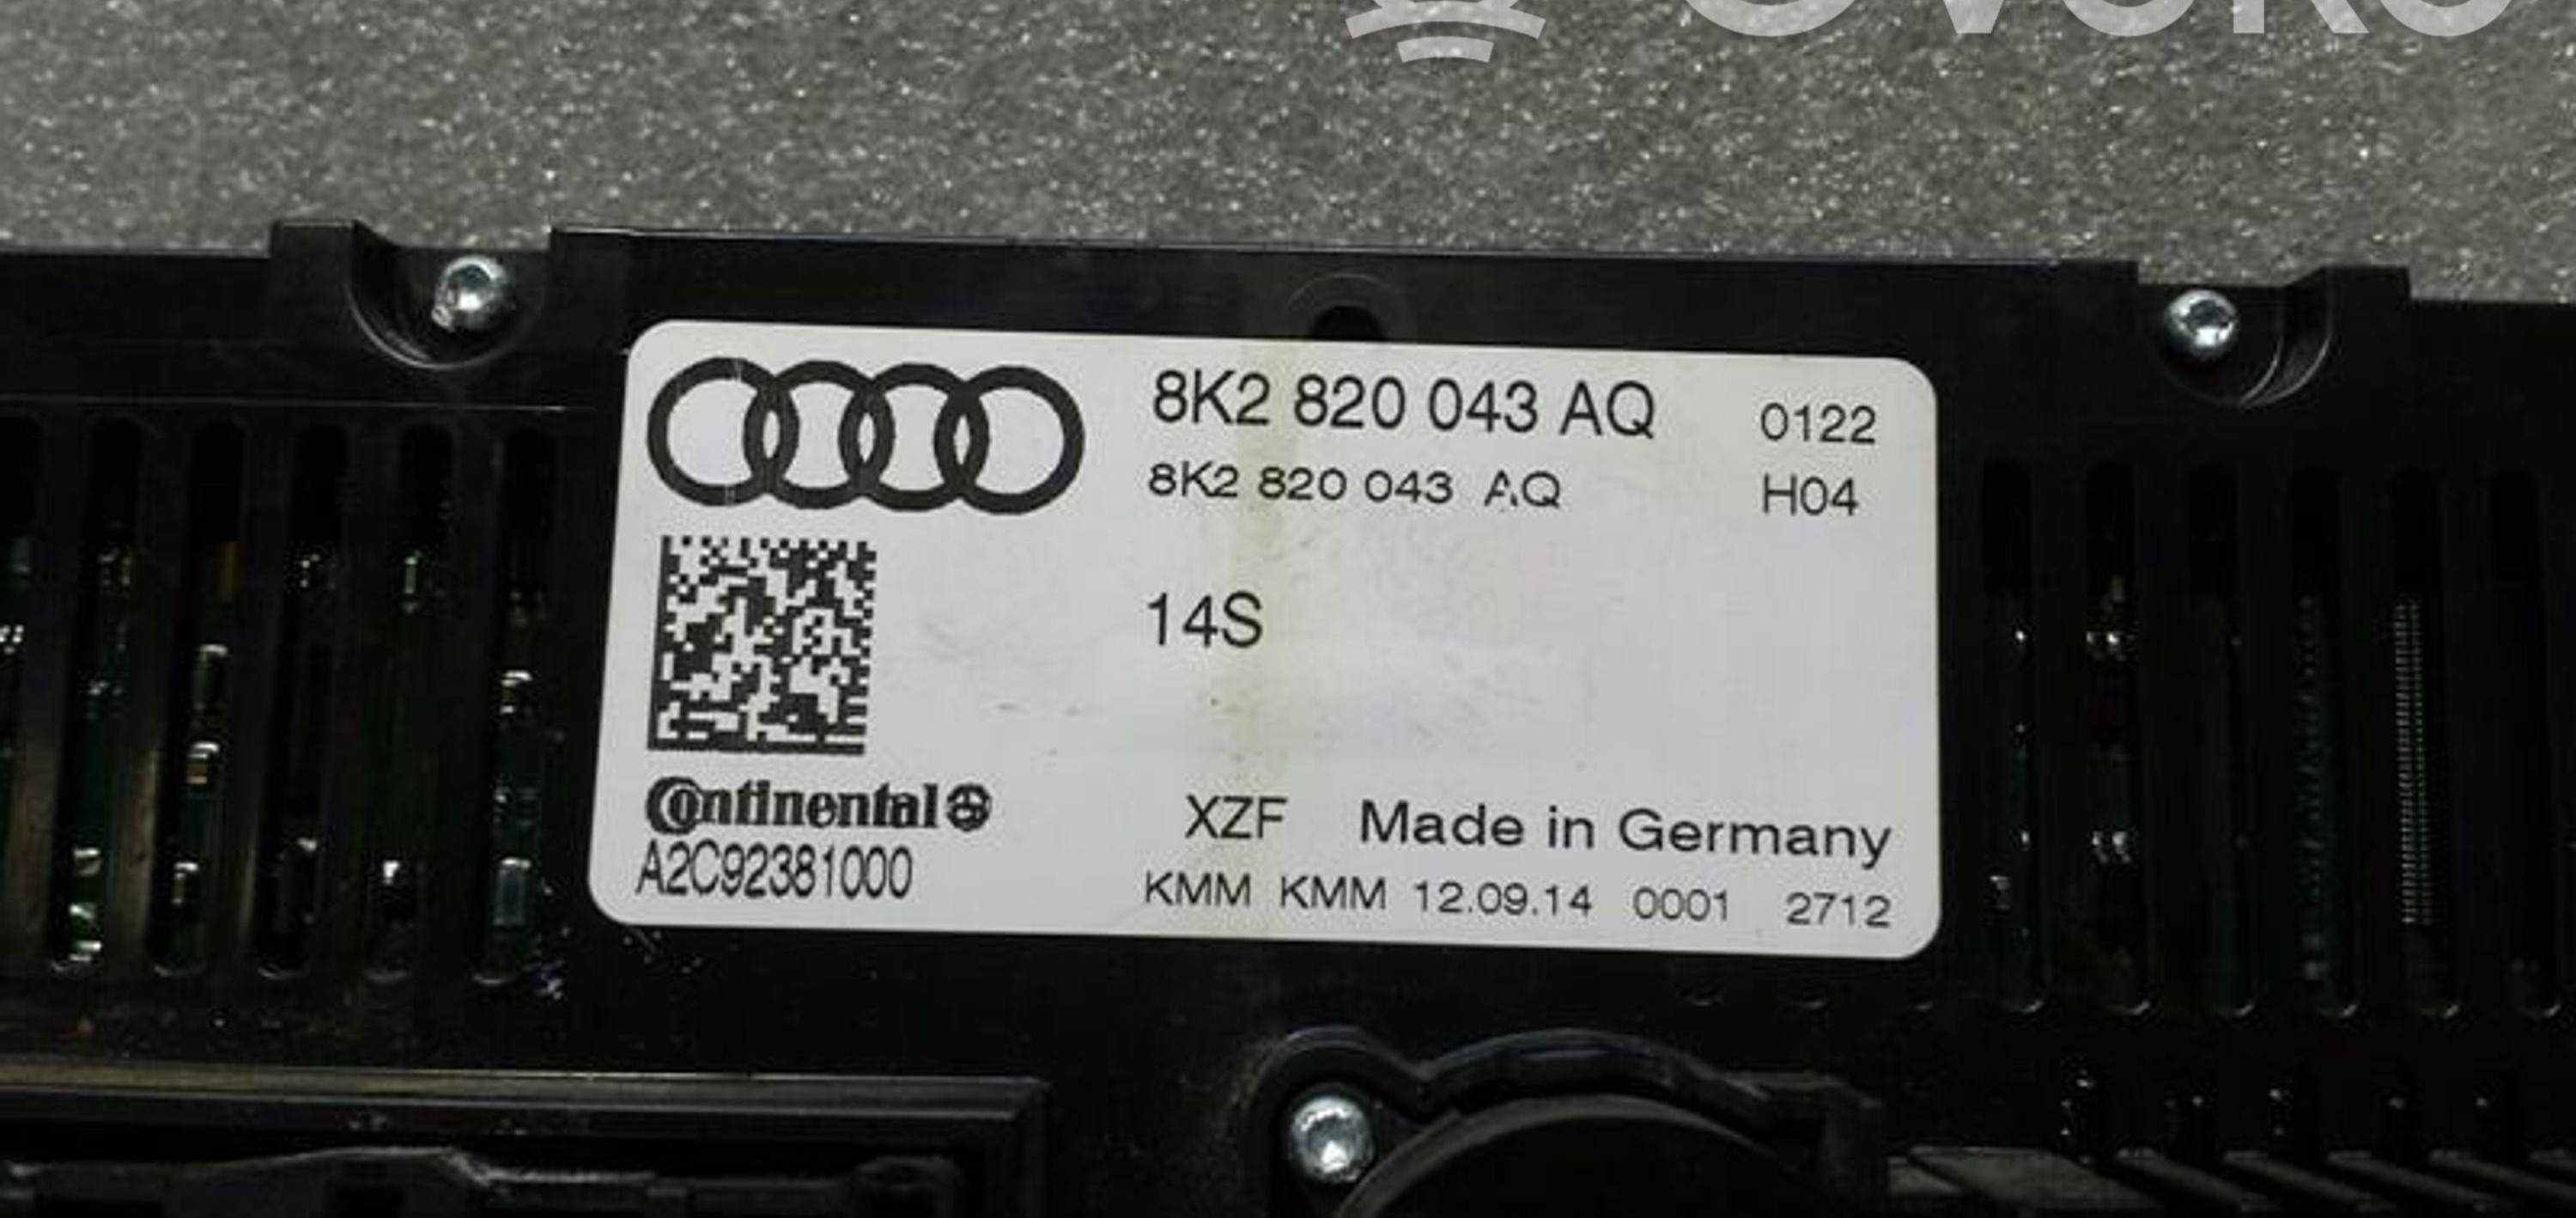 8K2 820 043 AQ 0122
8K2 820 043 AQ H04
14S
Continental
XZF Made in Germany
A2C92381000
KMM KMM 12.09.14 0001 2712